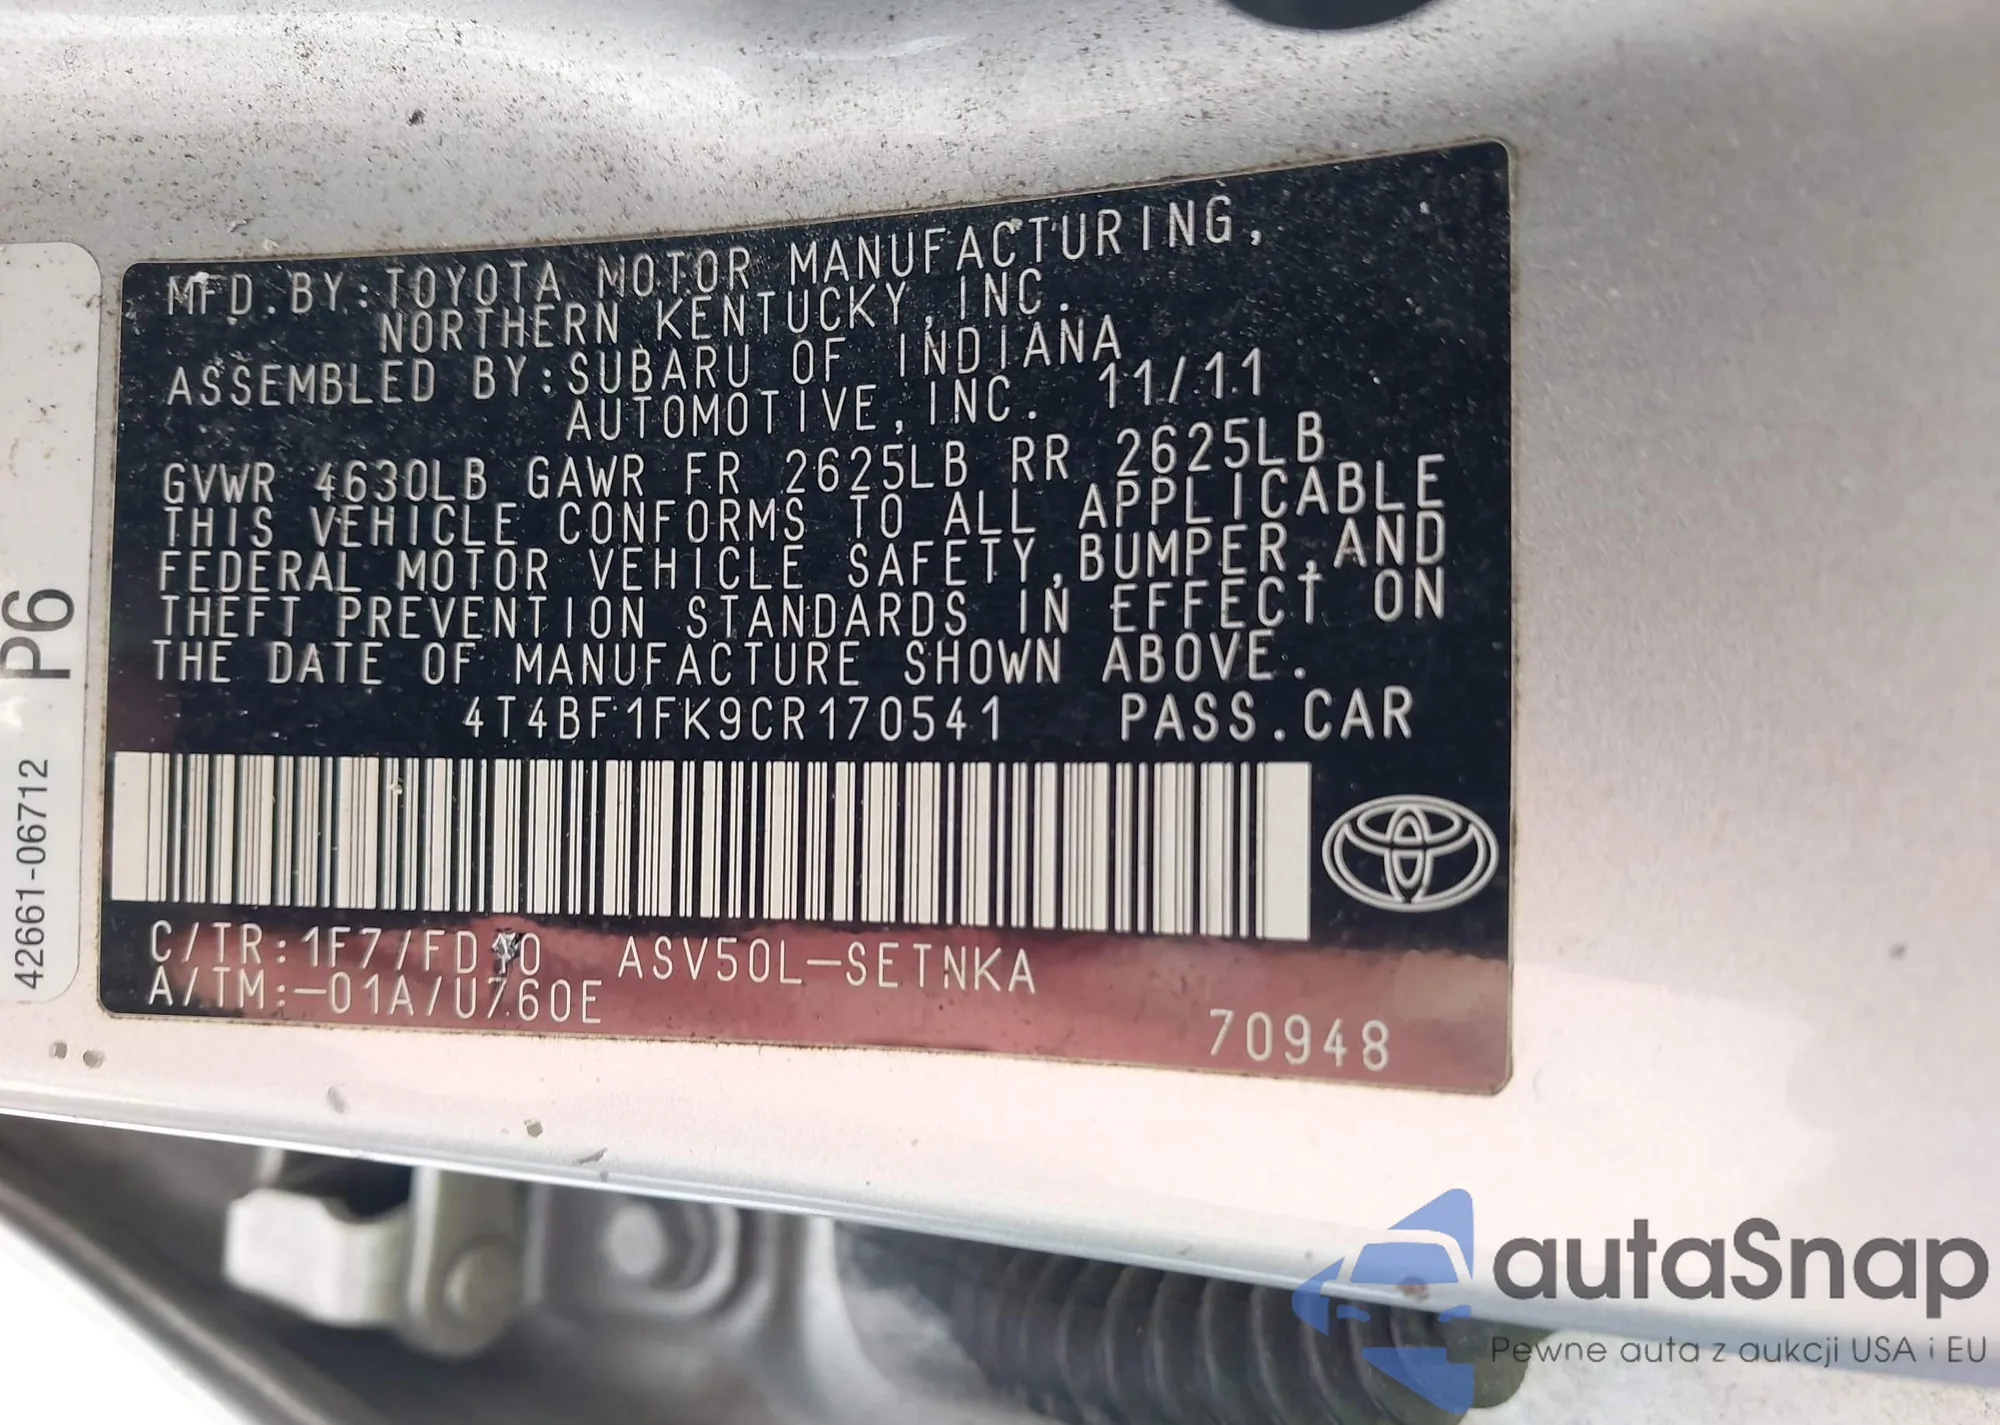 MFD.BY:TOYOTA MOTOR MANUFACTURING,
NORTHERN KENTUCKY,INC.
ASSEMBLED BY:SUBARU OF INDIANA
AUTOMOTIVE,INC. 11/11
GVWR 4630LB GAWR FR 2625LB RR 2625LB
THIS VEHICLE CONFORMS TO ALL APPLICABLE
FEDERAL MOTOR VEHICLE SAFETY,BUMPER,AND
THEFT PREVENTION STANDARDS IN EFFECT ON
THE DATE OF MANUFACTURE SHOWN ABOVE.
4T4BF1FK9CR170541 PASS.CAR
C/TR:1F7/FD10 ASV50L-SETNKA
A/TM:-01A/U760E
70948
P6
42661-06712
autaSnap
Pewne auta z aukcji USA i EU